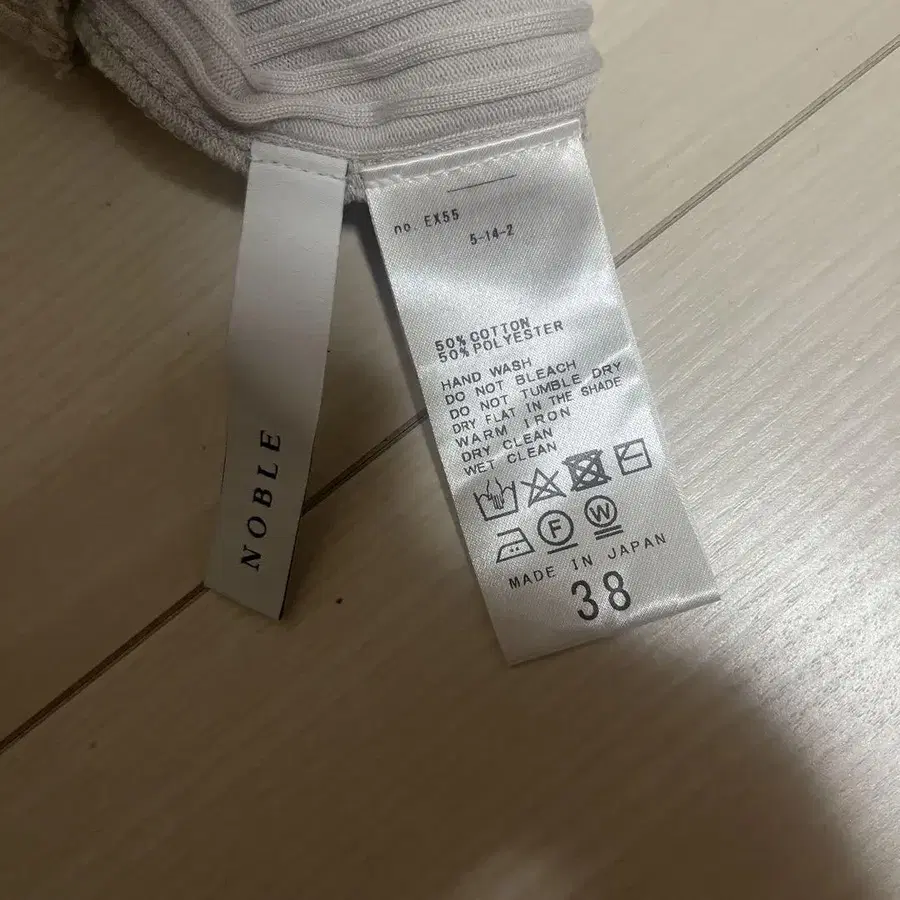 NOBLE
no. EX55
5-14-2
50% COTTON
50% POLYESTER
HAND WASH
DO NOT BLEACH
DO NOT TUMBLE DRY
DRY FLAT IN THE SHADE
WARM IRON
DRY CLEAN
WET CLEAN
F W
MADE IN JAPAN
38